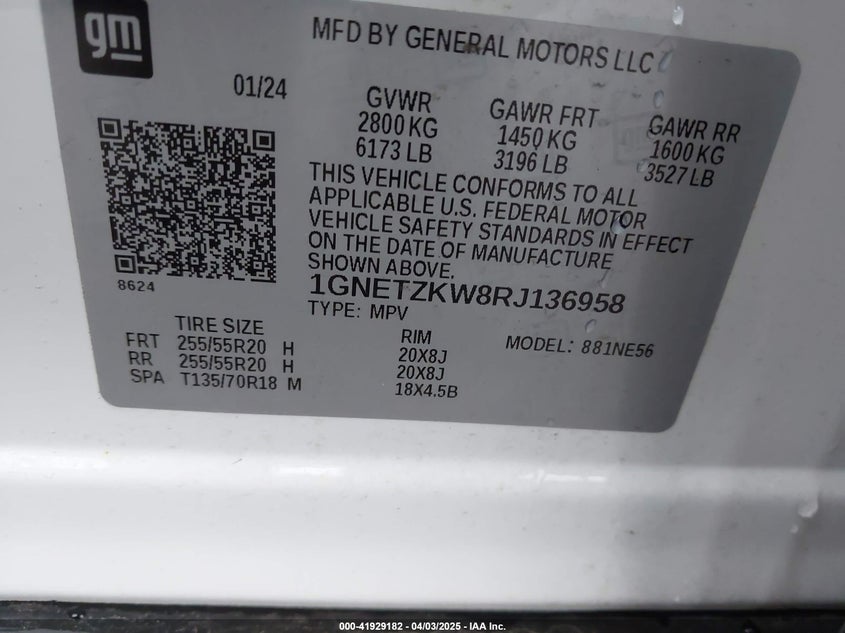 gm
MFD BY GENERAL MOTORS LLC
01/24
GVWR
2800 KG
6173 LB
GAWR FRT
1450 KG
3196 LB
GAWR RR
1600 KG
3527 LB
THIS VEHICLE CONFORMS TO ALL
APPLICABLE U.S. FEDERAL MOTOR
VEHICLE SAFETY STANDARDS IN EFFECT
ON THE DATE OF MANUFACTURE
SHOWN ABOVE.
8624
1GNETZKW8RJ136958
TYPE: MPV
TIRE SIZE RIM MODEL: 881NE56
FRT 255/55R20 H 20X8J
RR 255/55R20 H 20X8J
SPA T135/70R18 M 18X4.5B
000-41929182 - 04/03/2025 - IAA Inc.